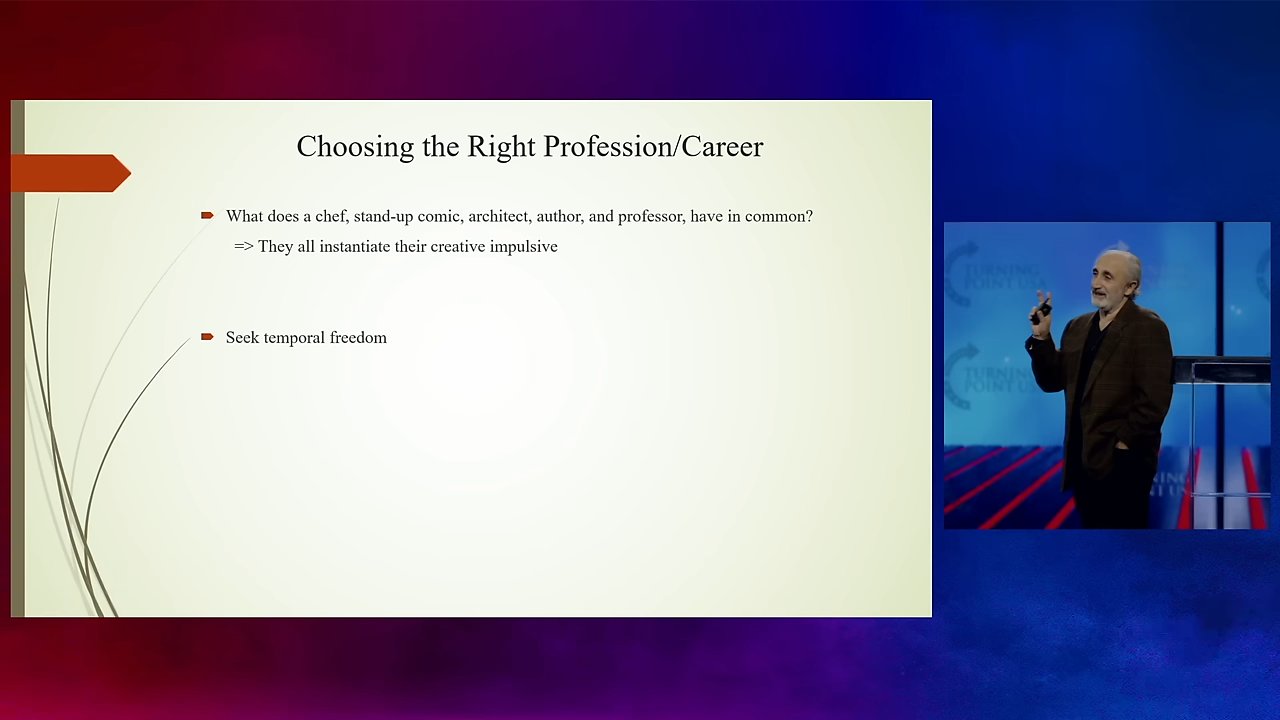 Choosing the Right Profession/Career
What does a chef, stand-up comic, architect, author, and professor, have in common?
=> They all instantiate their creative impulsive
Seek temporal freedom
TURNING
POINT USA
TURNING
POINT USA